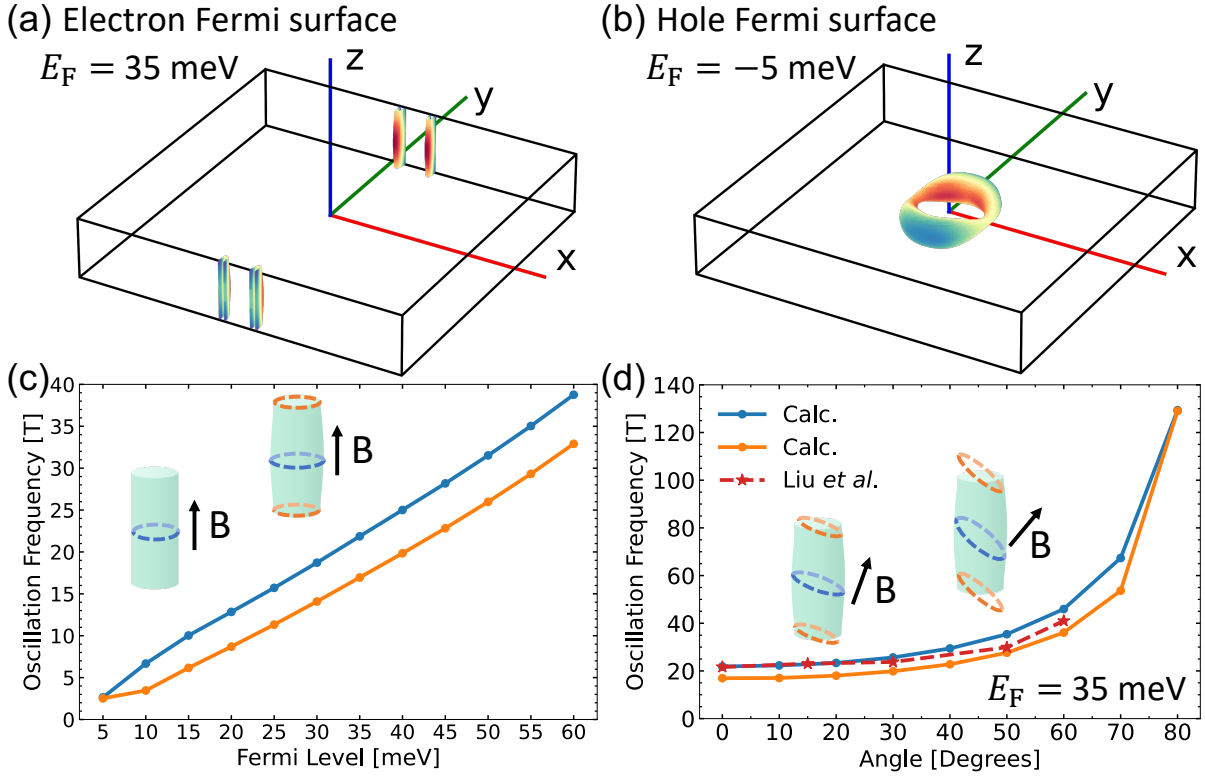 (a) Electron Fermi surface
E_F = 35 meV
z
y
x
(b) Hole Fermi surface
E_F = −5 meV
z
y
x
(c)
Oscillation Frequency [T]
40
35
30
25
20
15
10
5
0
B
B
5 10 15 20 25 30 35 40 45 50 55 60
Fermi Level [meV]
(d)
Oscillation Frequency [T]
140
120
100
80
60
40
20
0
Calc.
Calc.
Liu et al.
B
B
E_F = 35 meV
0 10 20 30 40 50 60 70 80
Angle [Degrees]